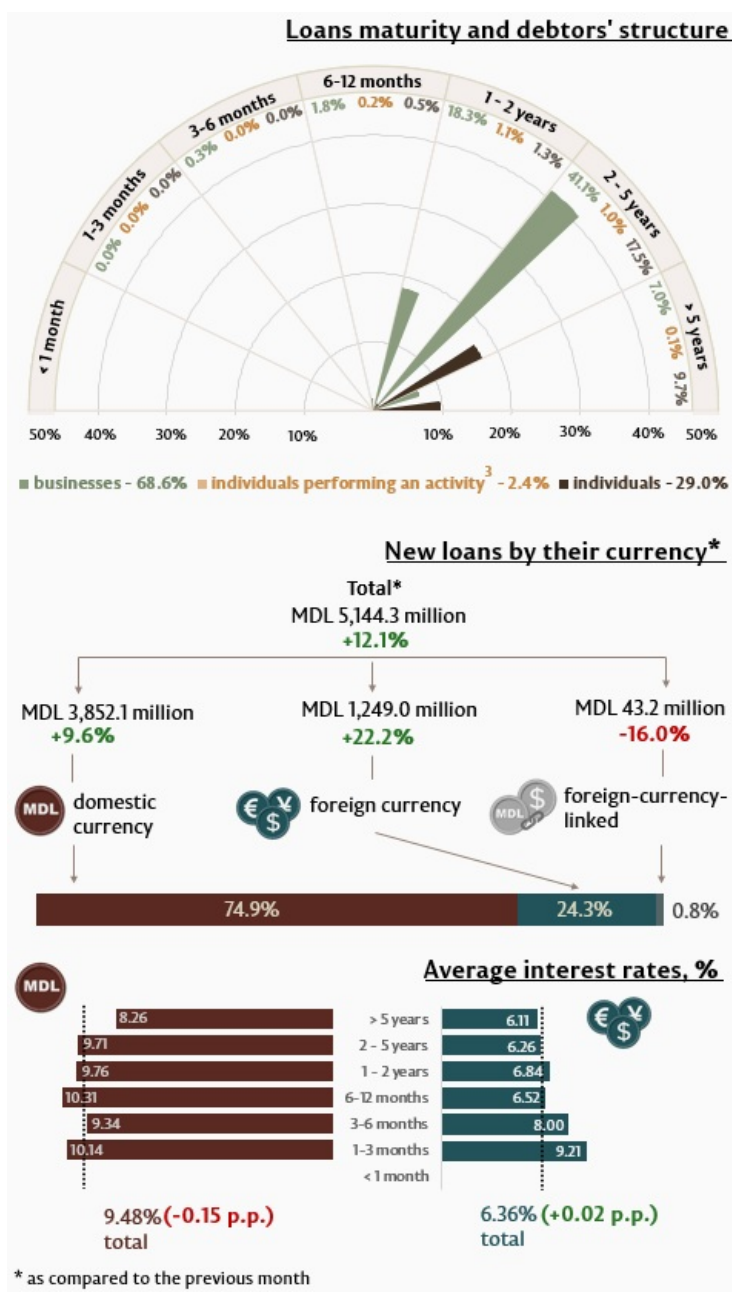 Loans maturity and debtors' structure
< 1 month
1-3 months
0.0% 0.0% 0.0%
3-6 months
0.3% 0.0% 0.0%
6-12 months
1.8% 0.2% 0.5%
1 - 2 years
18.3% 1.1% 1.3%
2 - 5 years
41.1% 1.0% 17.5%
> 5 years
7.0% 0.1% 9.7%
50% 40% 30% 20% 10% 10% 20% 30% 40% 50%
businesses - 68.6% individuals performing an activity3 - 2.4% individuals - 29.0%
New loans by their currency*
Total*
MDL 5,144.3 million
+12.1%
MDL 3,852.1 million MDL 1,249.0 million MDL 43.2 million
+9.6% +22.2% -16.0%
MDL domestic currency
€ ¥ $ foreign currency
MDL $ foreign-currency-
linked
74.9% 24.3% 0.8%
Average interest rates, %
MDL
€ ¥ $
8.26 > 5 years 6.11
9.71 2 - 5 years 6.26
9.76 1 - 2 years 6.84
10.31 6-12 months 6.52
9.34 3-6 months 8.00
10.14 1-3 months 9.21
< 1 month
9.48% (-0.15 p.p.) 6.36% (+0.02 p.p.)
total total
* as compared to the previous month